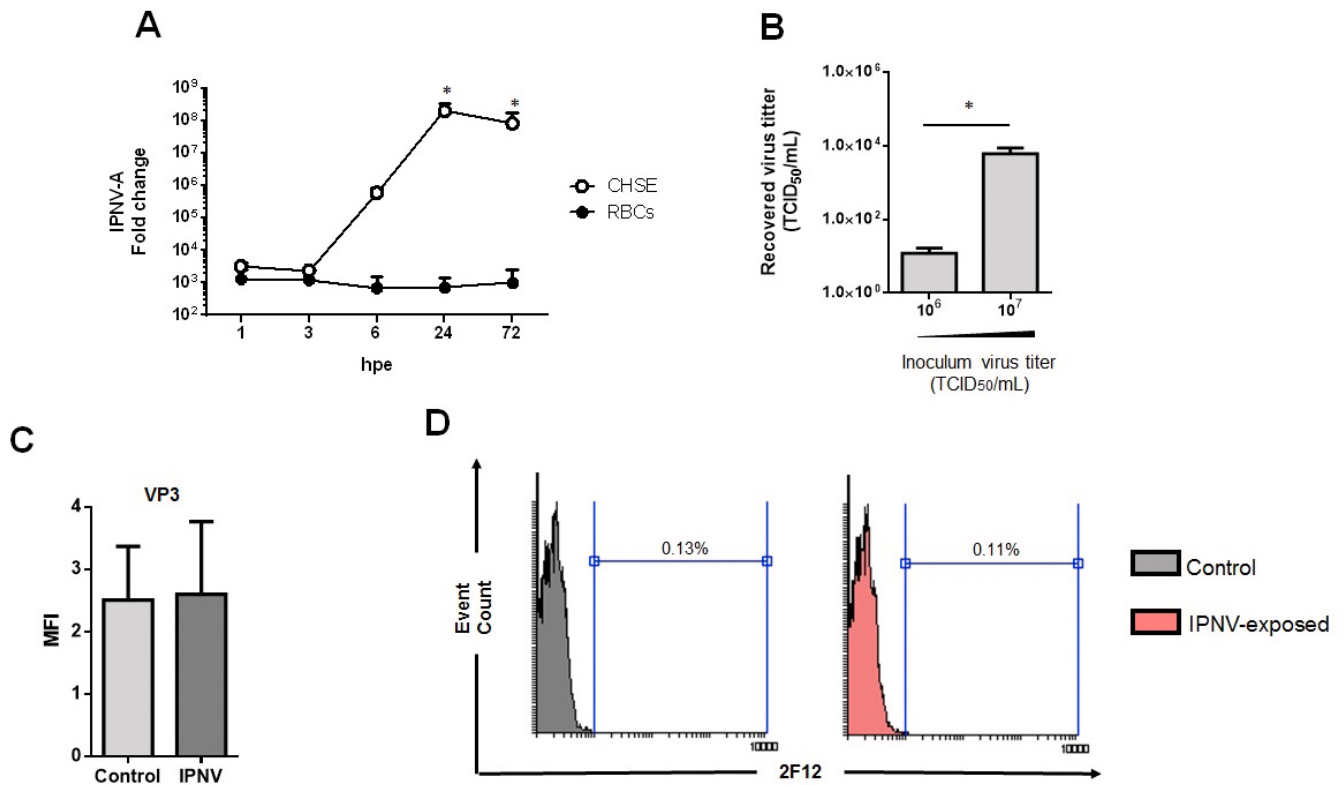 A
IPNV-A
Fold change
10⁹
10⁸
10⁷
10⁶
10⁵
10⁴
10³
10²
1 3 6 24 72
hpe
* *
CHSE
RBCs
B
Recovered virus titter
(TCID₅₀/mL)
1.0×10⁶
1.0×10⁴
1.0×10²
1.0×10⁰
*
10⁶ 10⁷
Inoculum virus titer
(TCID₅₀/mL)
C
VP3
MFI
4
3
2
1
0
Control IPNV
D
Event
Count
0.13%
0.11%
2F12
Control
IPNV-exposed